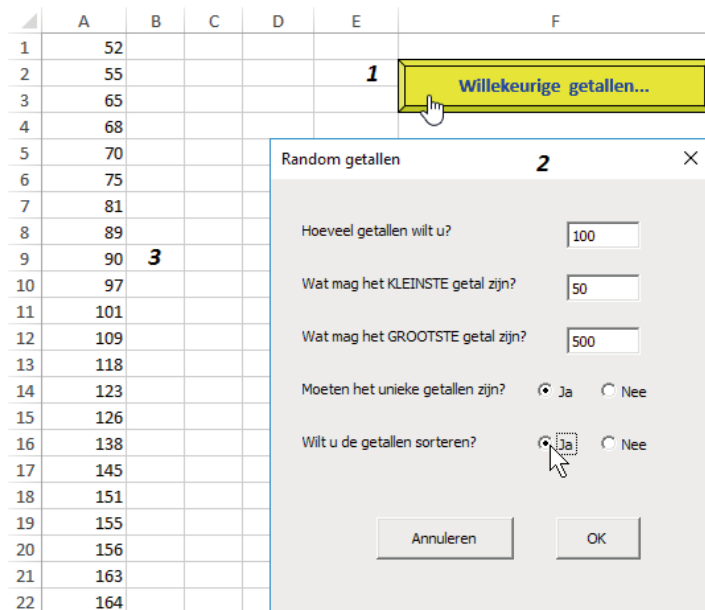 A B C D E F
1 52
2 55 1 Willekeurige getallen...
3 65
4 68
5 70 Random getallen 2
6 75
7 81
8 89 Hoeveel getallen wilt u? 100
9 90 3
10 97 Wat mag het KLEINSTE getal zijn? 50
11 101
12 109 Wat mag het GROOTSTE getal zijn? 500
13 118
14 123 Moeten het unieke getallen zijn? Ja Nee
15 126
16 138 Wilt u de getallen sorteren? Ja Nee
17 145
18 151
19 155
20 156 Annuleren OK
21 163
22 164